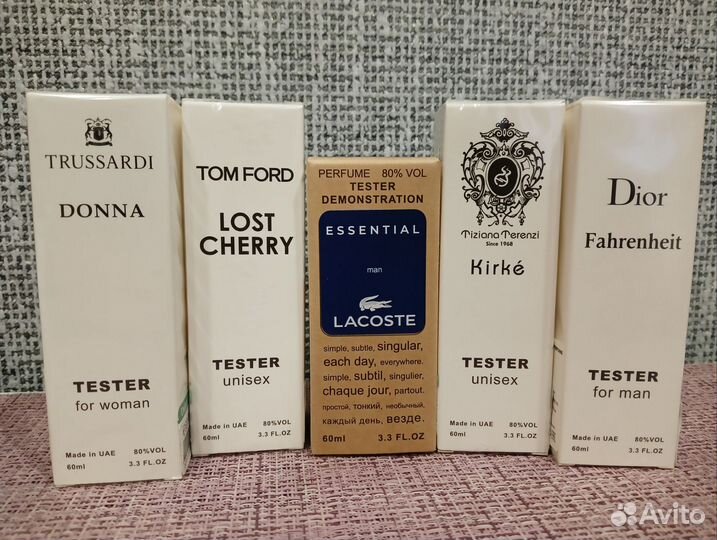 TRUSSARDI
DONNA
TESTER
for woman
Made in UAE 80%VOL
60ml 3.3 FL.OZ
TOM FORD
LOST
CHERRY
TESTER
unisex
Made in UAE 80%VOL
60ml 3.3 FL.OZ
PERFUME 80% VOL
TESTER
DEMONSTRATION
ESSENTIAL
man
LACOSTE
simple, subtle, singular,
each day, everywhere.
simple, subtil, singulier,
chaque jour, partout.
простой, тонкий, необычный,
каждый день, везде.
60ml 3.3 FL.OZ
Tiziana Terenzi
Since 1968
Kirké
TESTER
unisex
Made in UAE 80%VOL
60ml 3.3 FL.OZ
Dior
Fahrenheit
TESTER
for man
Made in UAE 80%VOL
60ml 3.3 FL.OZ
Avito